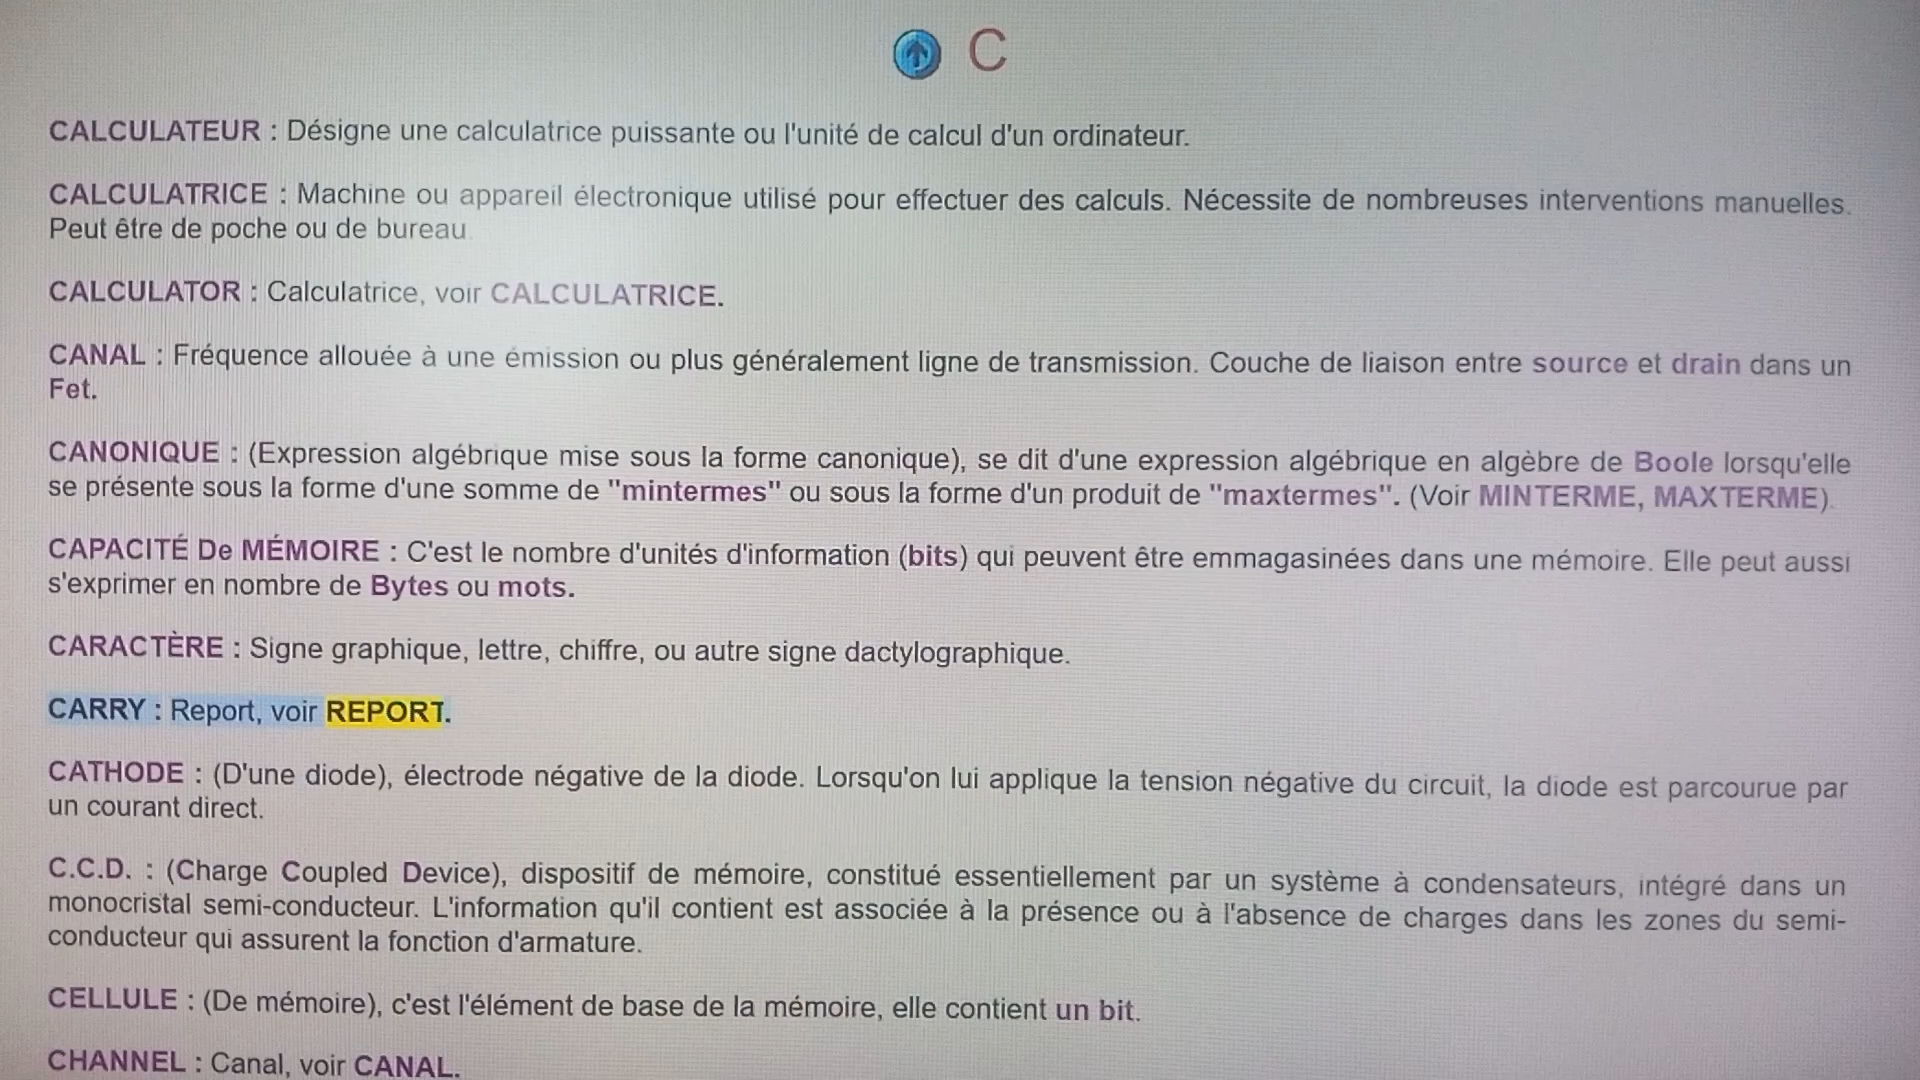 C
CALCULATEUR : Désigne une calculatrice puissante ou l'unité de calcul d'un ordinateur.
CALCULATRICE : Machine ou appareil électronique utilisé pour effectuer des calculs. Nécessite de nombreuses interventions manuelles.
Peut être de poche ou de bureau.
CALCULATOR : Calculatrice, voir CALCULATRICE.
CANAL : Fréquence allouée à une émission ou plus généralement ligne de transmission. Couche de liaison entre source et drain dans un
Fet.
CANONIQUE : (Expression algébrique mise sous la forme canonique), se dit d'une expression algébrique en algèbre de Boole lorsqu'elle
se présente sous la forme d'une somme de "mintermes" ou sous la forme d'un produit de "maxtermes". (Voir MINTERME, MAXTERME).
CAPACITÉ De MÉMOIRE : C'est le nombre d'unités d'information (bits) qui peuvent être emmagasinées dans une mémoire. Elle peut aussi
s'exprimer en nombre de Bytes ou mots.
CARACTÈRE : Signe graphique, lettre, chiffre, ou autre signe dactylographique.
CARRY : Report, voir REPORT.
CATHODE : (D'une diode), électrode négative de la diode. Lorsqu'on lui applique la tension négative du circuit, la diode est parcourue par
un courant direct.
C.C.D. : (Charge Coupled Device), dispositif de mémoire, constitué essentiellement par un système à condensateurs, intégré dans un
monocristal semi-conducteur. L'information qu'il contient est associée à la présence ou à l'absence de charges dans les zones du semi-
conducteur qui assurent la fonction d'armature.
CELLULE : (De mémoire), c'est l'élément de base de la mémoire, elle contient un bit.
CHANNEL : Canal, voir CANAL.